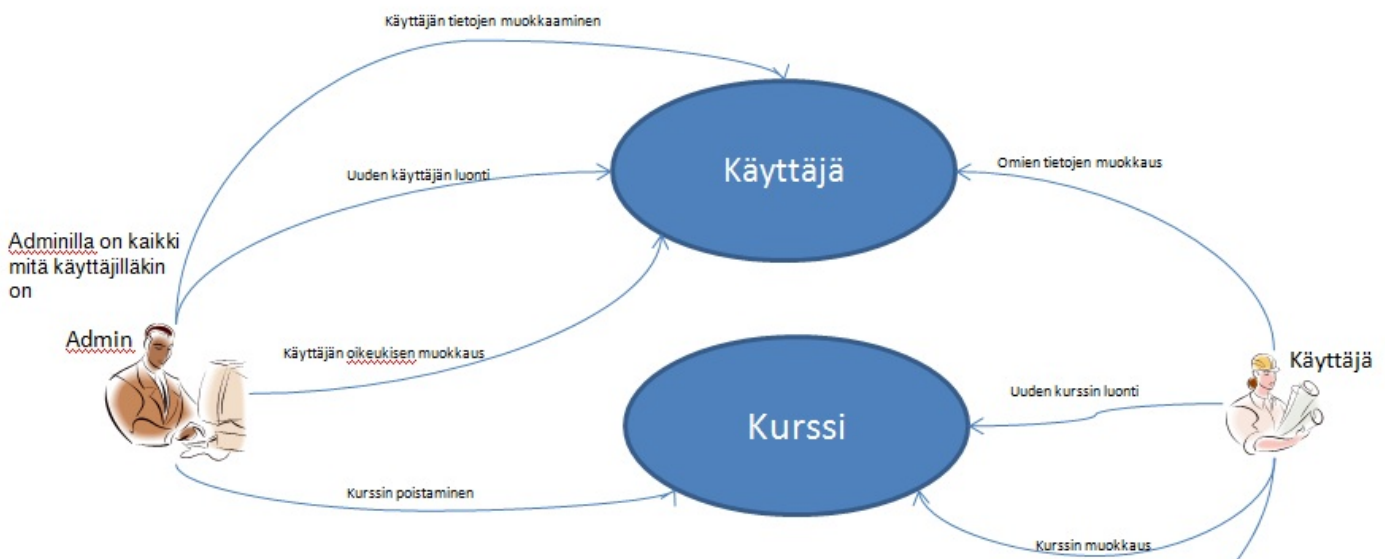 Käyttäjän tietojen muokkaaminen
Käyttäjä
Uuden käyttäjän luonti
Omien tietojen muokkaus
Adminilla on kaikki
mitä käyttäjilläkin
on
Admin
Käyttäjän oikeukisen muokkaus
Käyttäjä
Uuden kurssin luonti
Kurssi
Kurssin poistaminen
Kurssin muokkaus